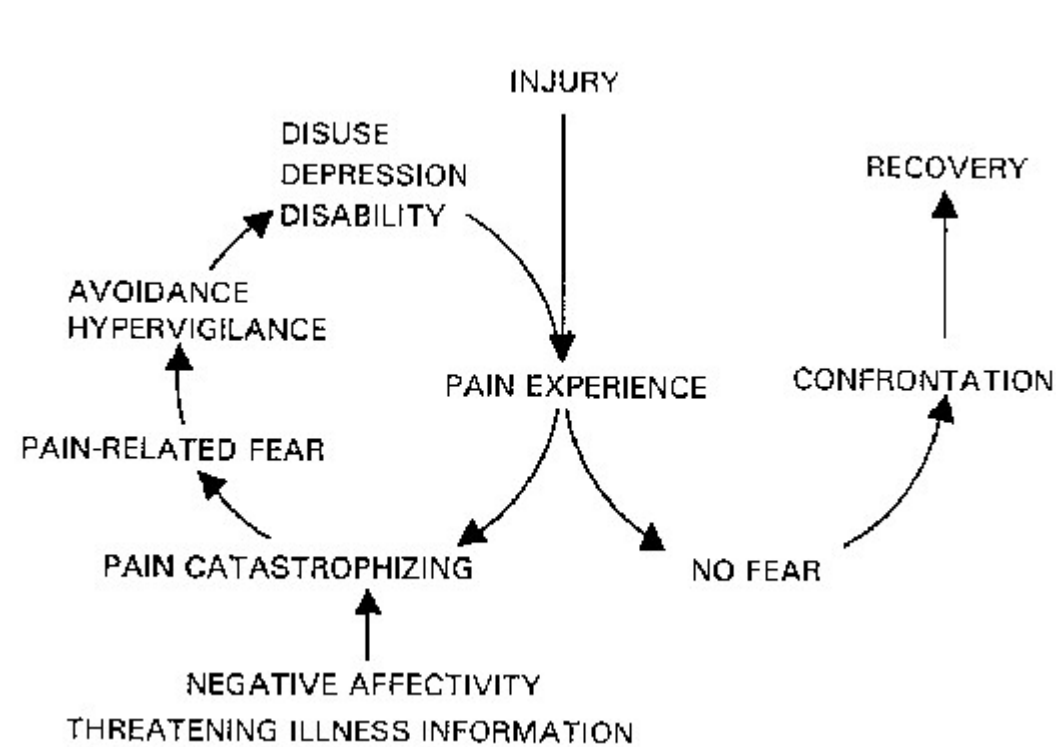 INJURY
DISUSE
DEPRESSION
DISABILITY
RECOVERY
AVOIDANCE
HYPERVIGILANCE
PAIN EXPERIENCE
CONFRONTATION
PAIN-RELATED FEAR
PAIN CATASTROPHIZING
NO FEAR
NEGATIVE AFFECTIVITY
THREATENING ILLNESS INFORMATION